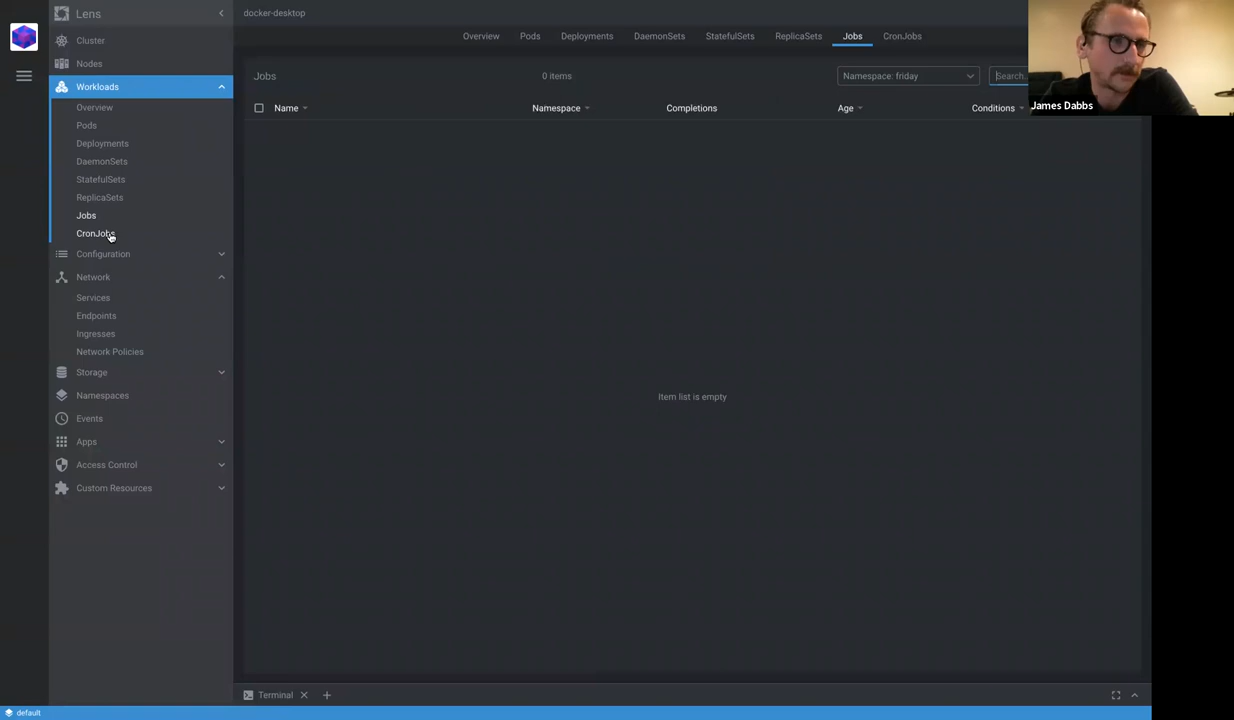 Lens
docker-desktop
Cluster
Nodes
Workloads
Overview
Pods
Deployments
DaemonSets
StatefulSets
ReplicaSets
Jobs
CronJobs
Configuration
Network
Services
Endpoints
Ingresses
Network Policies
Storage
Namespaces
Events
Apps
Access Control
Custom Resources
Overview Pods Deployments DaemonSets StatefulSets ReplicaSets Jobs CronJobs
Jobs 0 items Namespace: friday Search...
Name Namespace Completions Age Conditions
Item list is empty
James Dabbs
Terminal
default